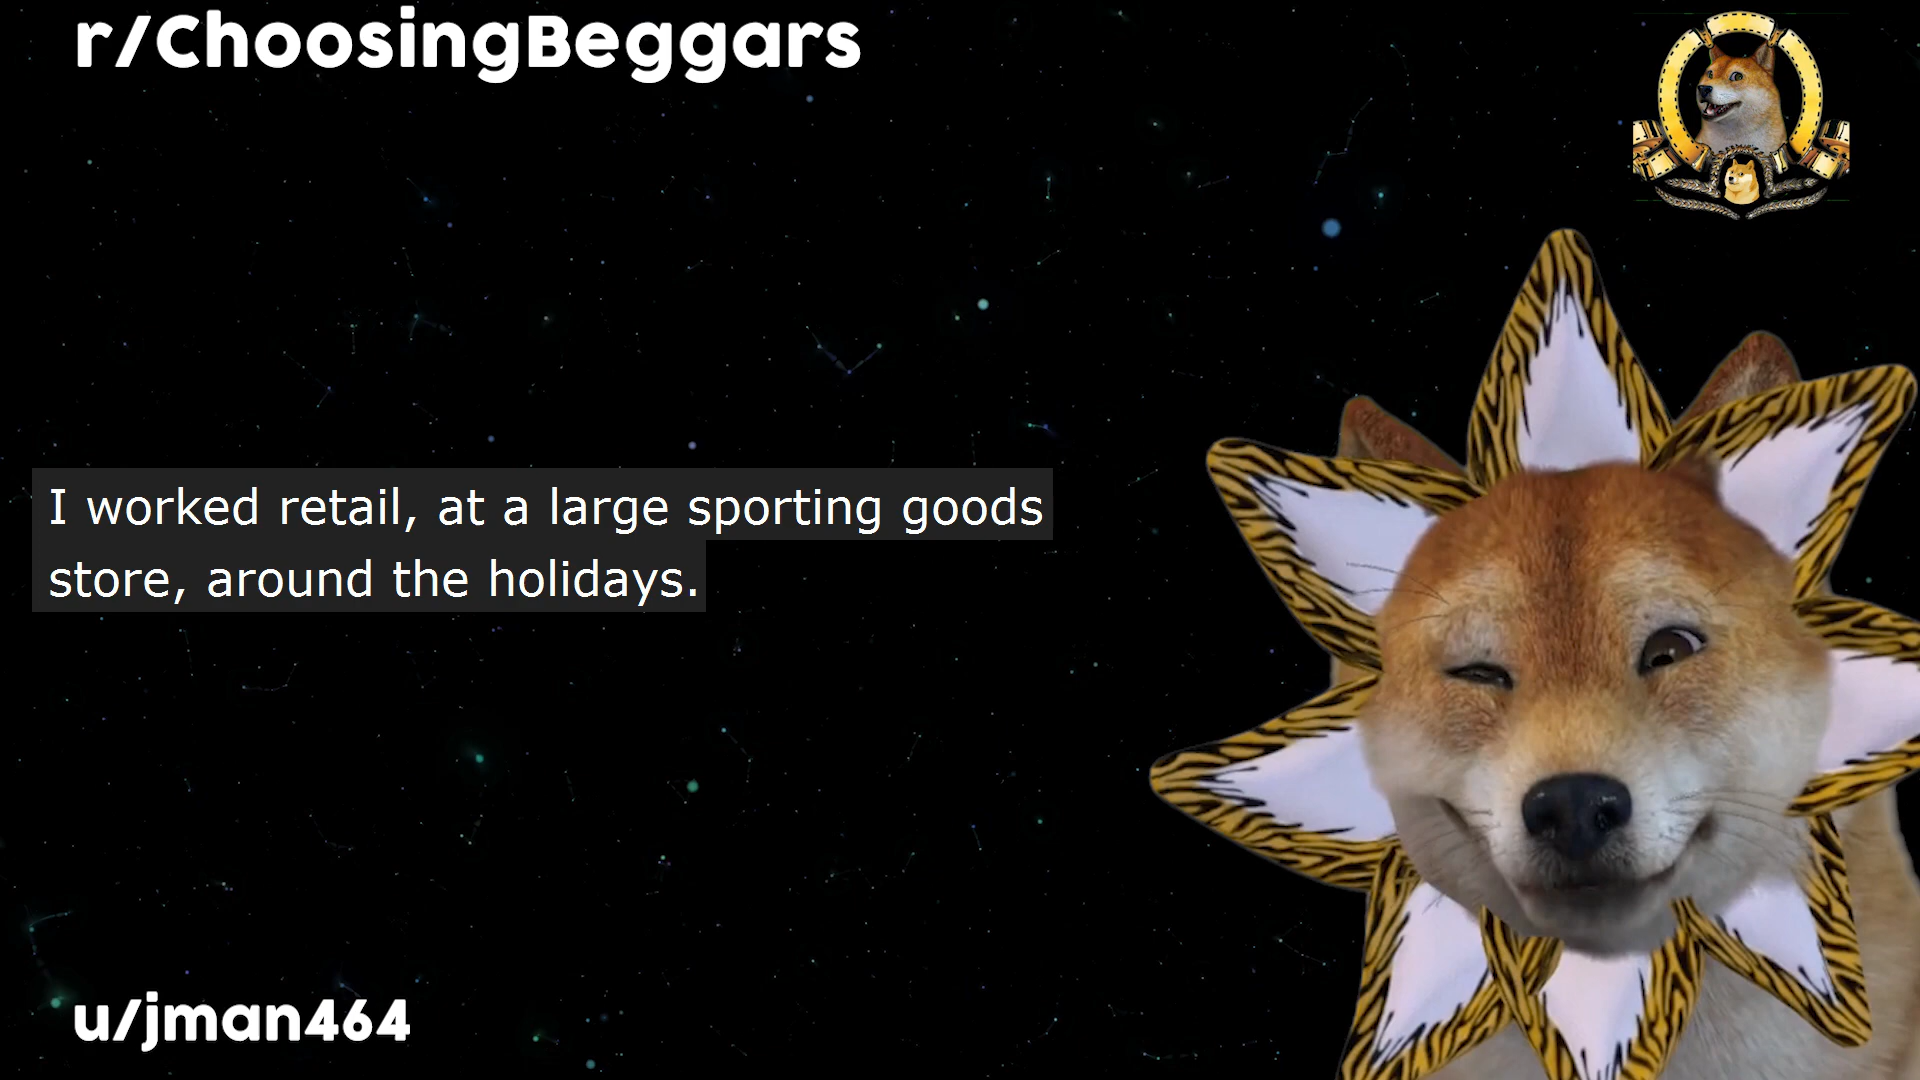 r/ChoosingBeggars
I worked retail, at a large sporting goods
store, around the holidays.
u/jman464